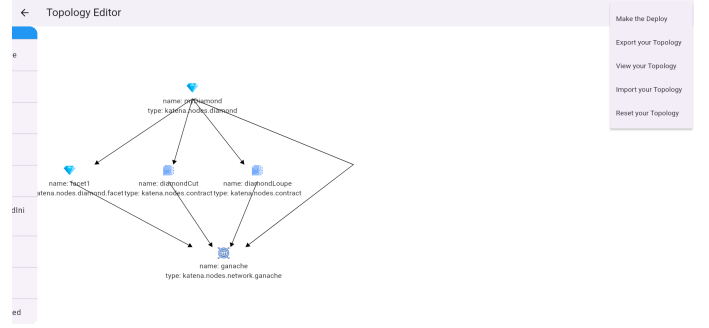 Topology Editor
Make the Deploy
Export your Topology
View your Topology
Import your Topology
Reset your Topology
e
name: myDiamond
type: katena.nodes.diamond
name: facet1
atena.nodes.diamond.facet
name: diamondCut
type: katena.nodes.contract
name: diamondLoupe
type: katena.nodes.contract
dIni
name: ganache
type: katena.nodes.network.ganache
ed